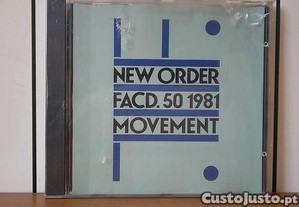 NEW ORDER
FACD. 50 1981
MOVEMENT
CustoJusto.pt